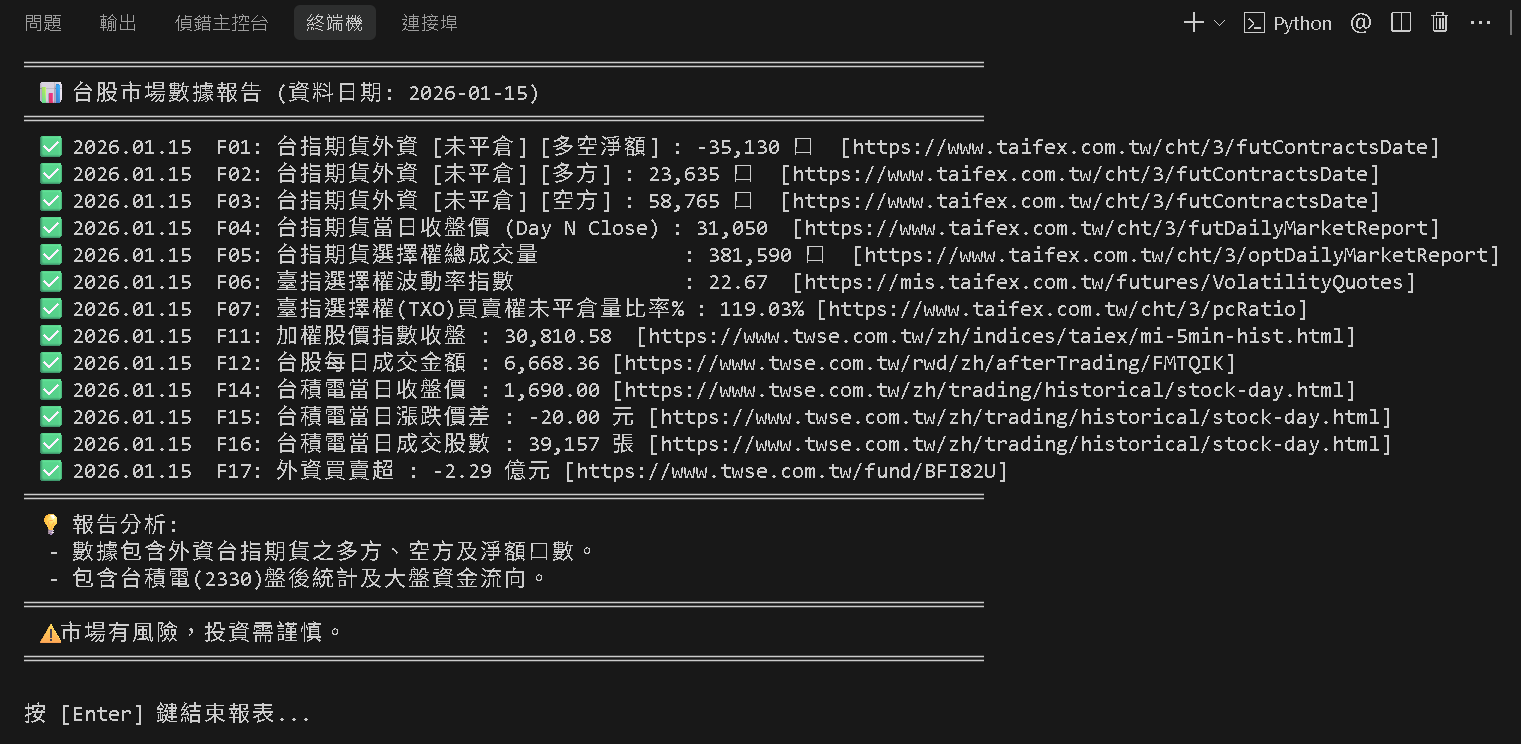 問題 輸出 偵錯主控台 終端機 連接埠 Python
台股市場數據報告 (資料日期: 2026-01-15)
2026.01.15 F01: 台指期貨外資 [未平倉] [多空淨額] : -35,130 口 [https://www.taifex.com.tw/cht/3/futContractsDate]
2026.01.15 F02: 台指期貨外資 [未平倉] [多方] : 23,635 口 [https://www.taifex.com.tw/cht/3/futContractsDate]
2026.01.15 F03: 台指期貨外資 [未平倉] [空方] : 58,765 口 [https://www.taifex.com.tw/cht/3/futContractsDate]
2026.01.15 F04: 台指期貨當日收盤價 (Day N Close) : 31,050 [https://www.taifex.com.tw/cht/3/futDailyMarketReport]
2026.01.15 F05: 台指期貨選擇權總成交量 : 381,590 口 [https://www.taifex.com.tw/cht/3/optDailyMarketReport]
2026.01.15 F06: 臺指選擇權波動率指數 : 22.67 [https://mis.taifex.com.tw/futures/VolatilityQuotes]
2026.01.15 F07: 臺指選擇權(TXO)買賣權未平倉量比率% : 119.03% [https://www.taifex.com.tw/cht/3/pcRatio]
2026.01.15 F11: 加權股價指數收盤 : 30,810.58 [https://www.twse.com.tw/zh/indices/taiex/mi-5min-hist.html]
2026.01.15 F12: 台股每日成交金額 : 6,668.36 [https://www.twse.com.tw/rwd/zh/afterTrading/FMTQIK]
2026.01.15 F14: 台積電當日收盤價 : 1,690.00 [https://www.twse.com.tw/zh/trading/historical/stock-day.html]
2026.01.15 F15: 台積電當日漲跌價差 : -20.00 元 [https://www.twse.com.tw/zh/trading/historical/stock-day.html]
2026.01.15 F16: 台積電當日成交股數 : 39,157 張 [https://www.twse.com.tw/zh/trading/historical/stock-day.html]
2026.01.15 F17: 外資買賣超 : -2.29 億元 [https://www.twse.com.tw/fund/BFI82U]
報告分析:
- 數據包含外資台指期貨之多方、空方及淨額口數。
- 包含台積電(2330)盤後統計及大盤資金流向。
市場有風險，投資需謹慎。
按 [Enter] 鍵結束報表...